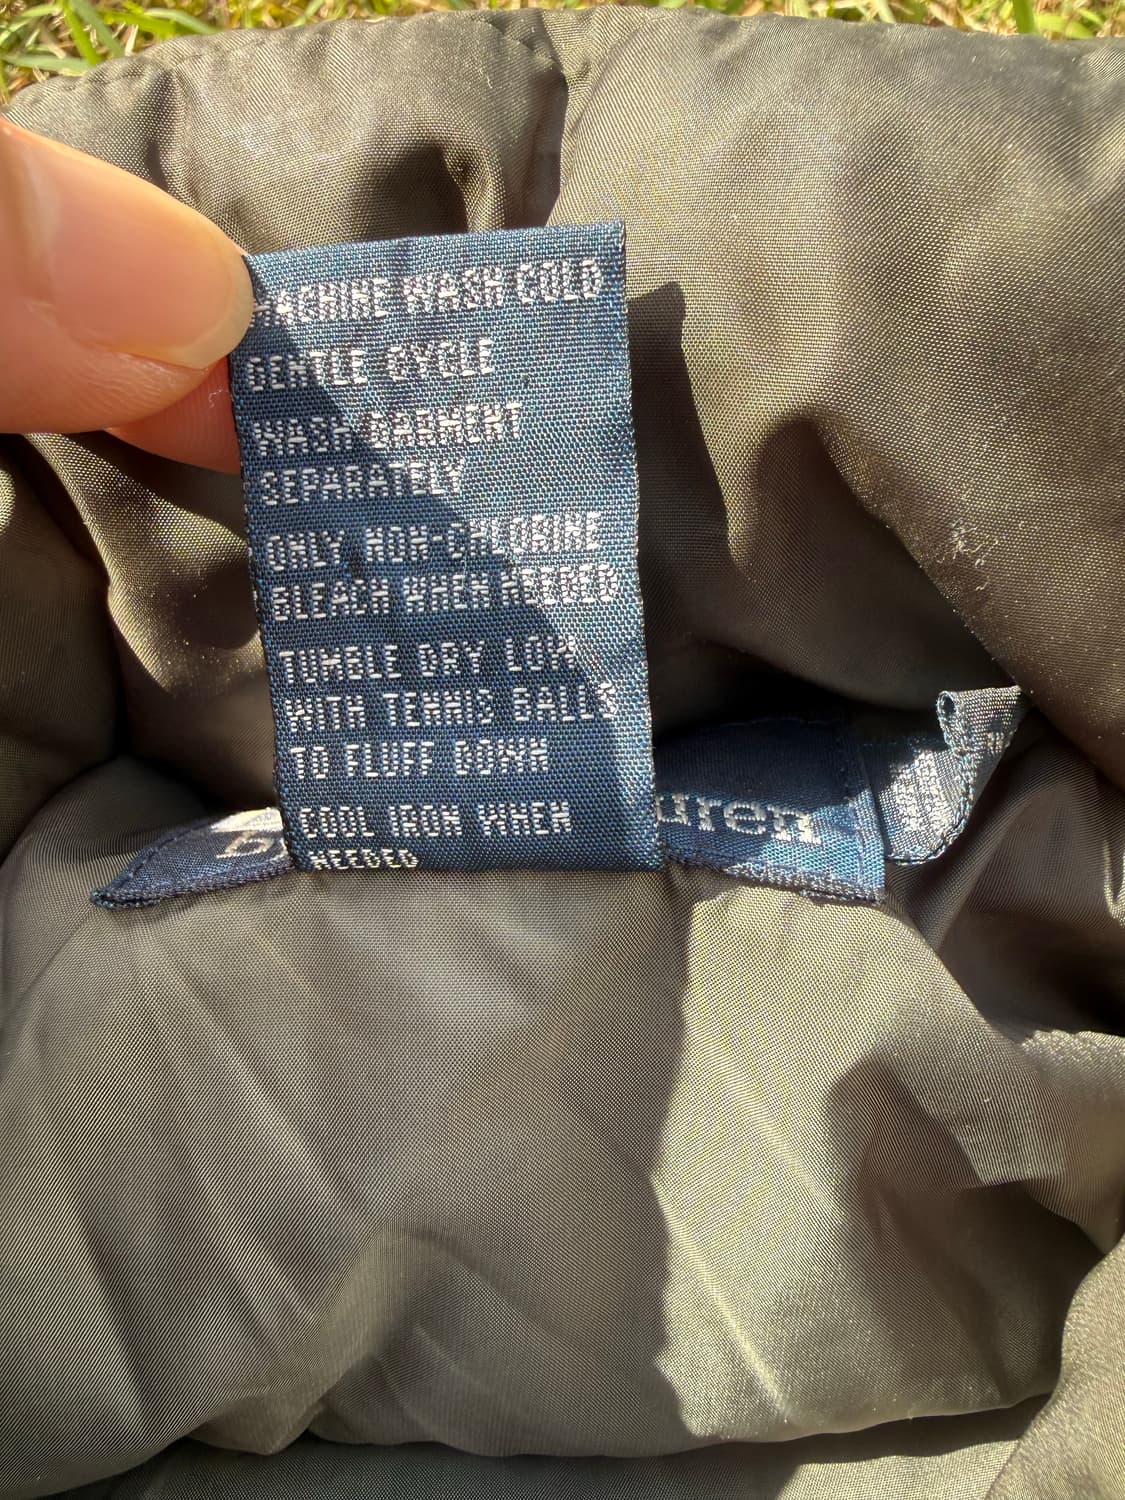 MACHINE WASH COLD
GENTLE CYCLE
WASH GARMENT
SEPARATELY
ONLY NON-CHLORINE
BLEACH WHEN NEEDED
TUMBLE DRY LOW
WITH TENNIS BALLS
TO FLUFF DOWN
COOL IRON WHEN
NEEDED
uren